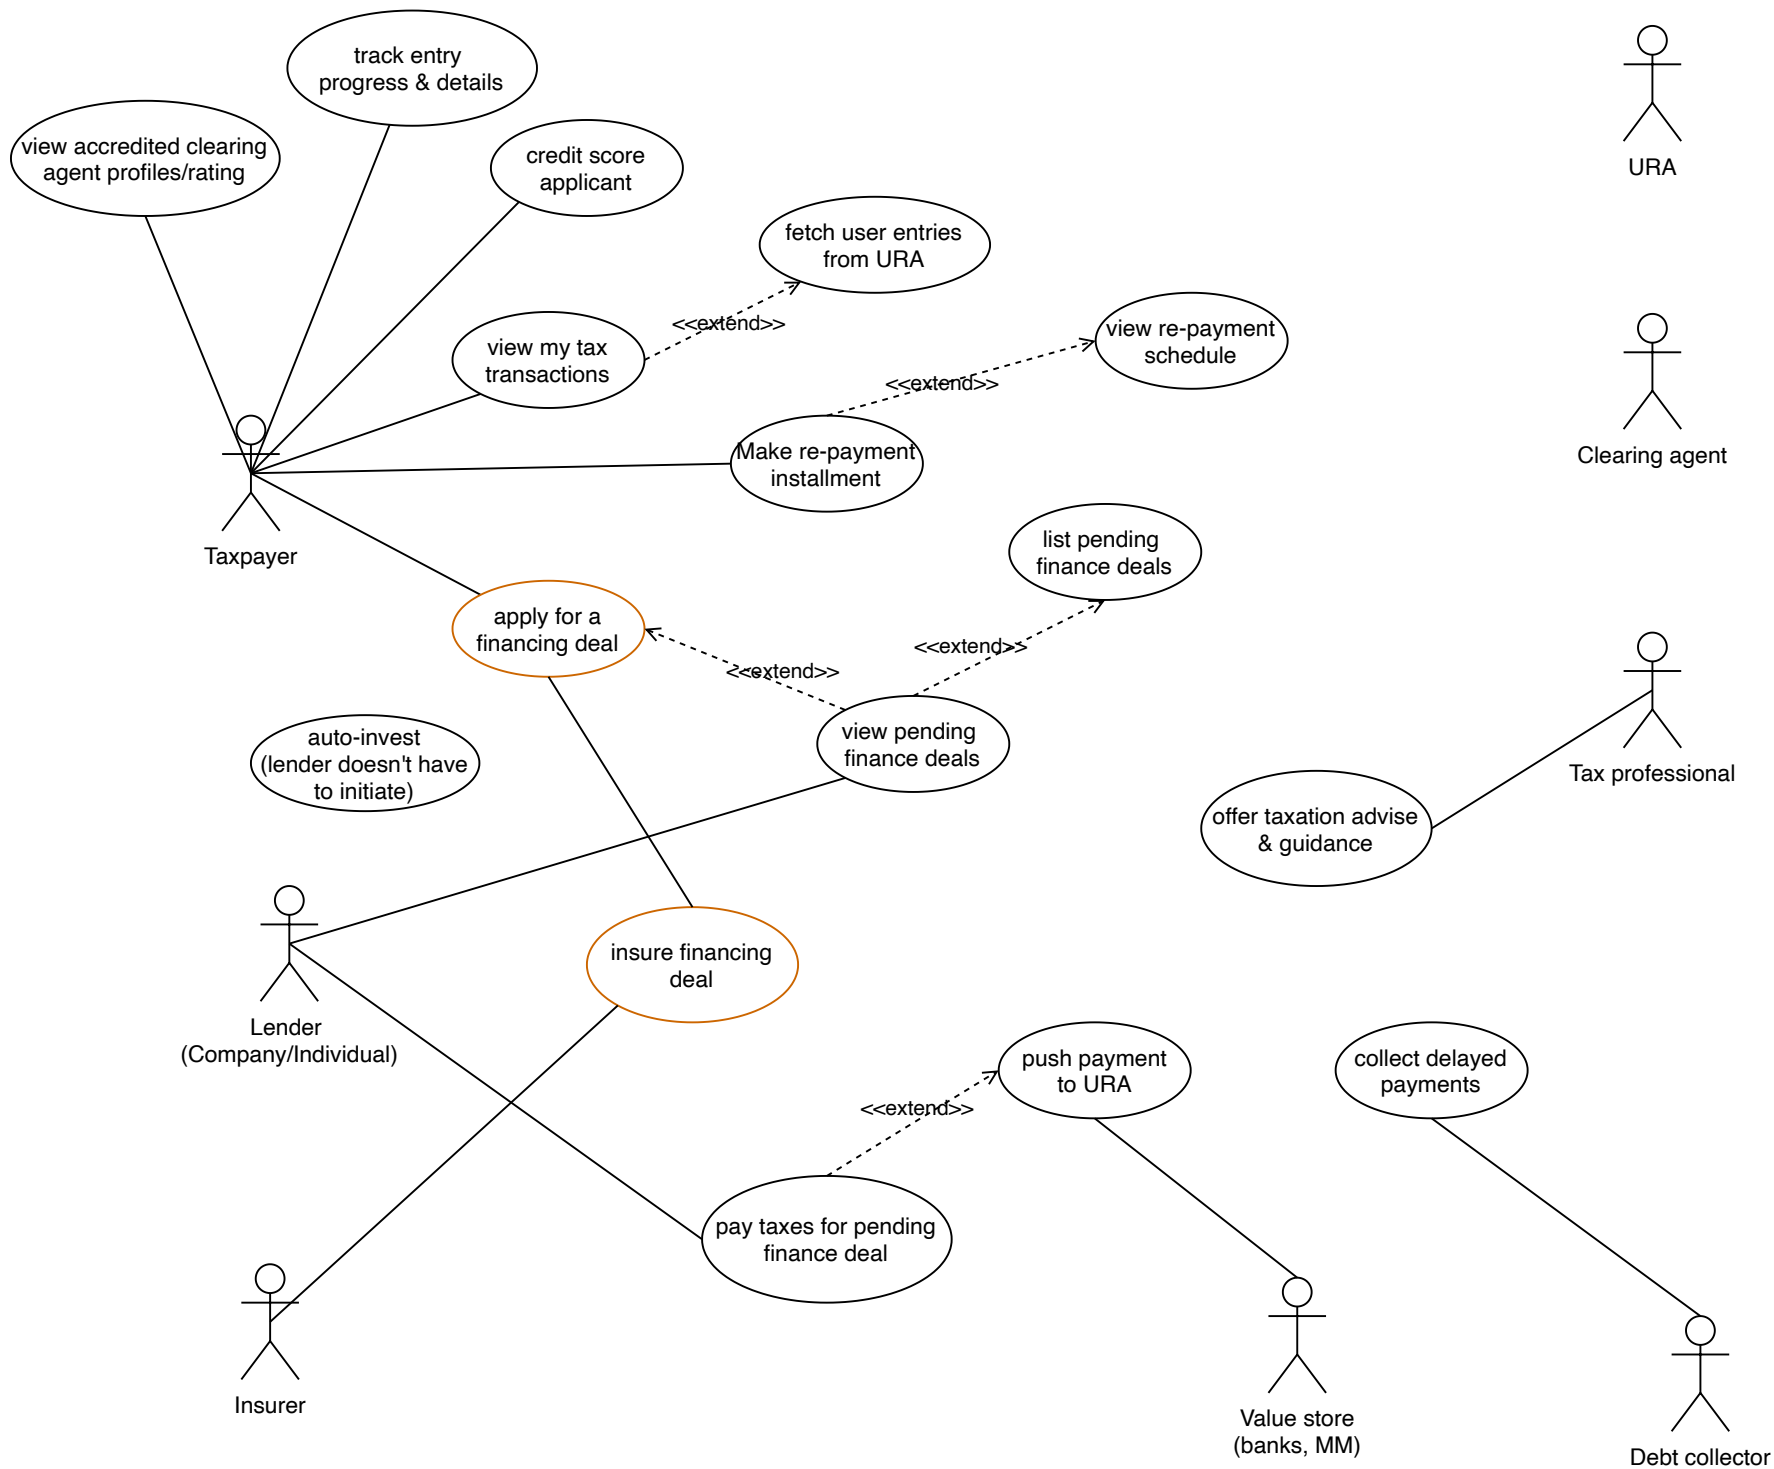 track entry
progress & details
view accredited clearing
agent profiles/rating
credit score
applicant
URA
fetch user entries
from URA
<<extend>>
view my tax
transactions
view re-payment
schedule
<<extend>>
Make re-payment
installment
Clearing agent
Taxpayer
list pending
finance deals
apply for a
financing deal
<<extend>>
<<extend>>
view pending
finance deals
auto-invest
(lender doesn't have
to initiate)
Tax professional
offer taxation advise
& guidance
insure financing
deal
Lender
(Company/Individual)
push payment
to URA
collect delayed
payments
<<extend>>
pay taxes for pending
finance deal
Insurer
Value store
(banks, MM)
Debt collector